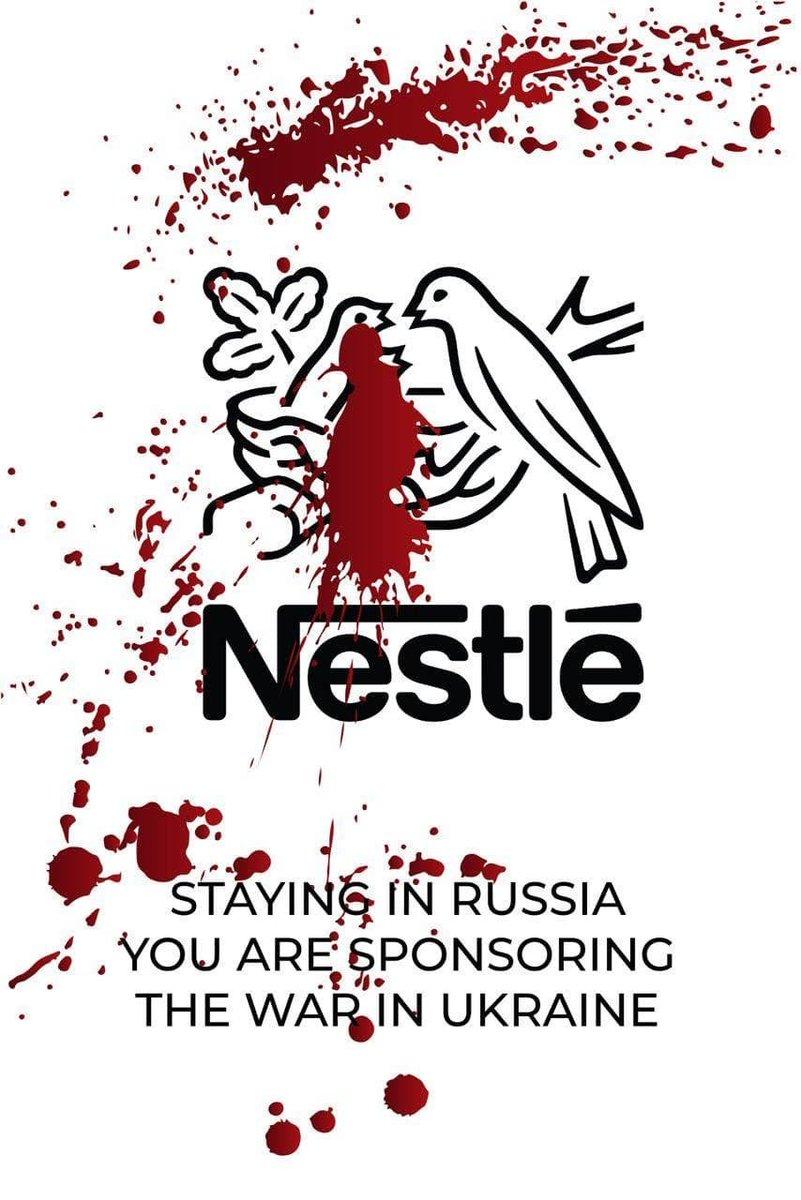 Nestlé
STAYING IN RUSSIA
YOU ARE SPONSORING
THE WAR IN UKRAINE